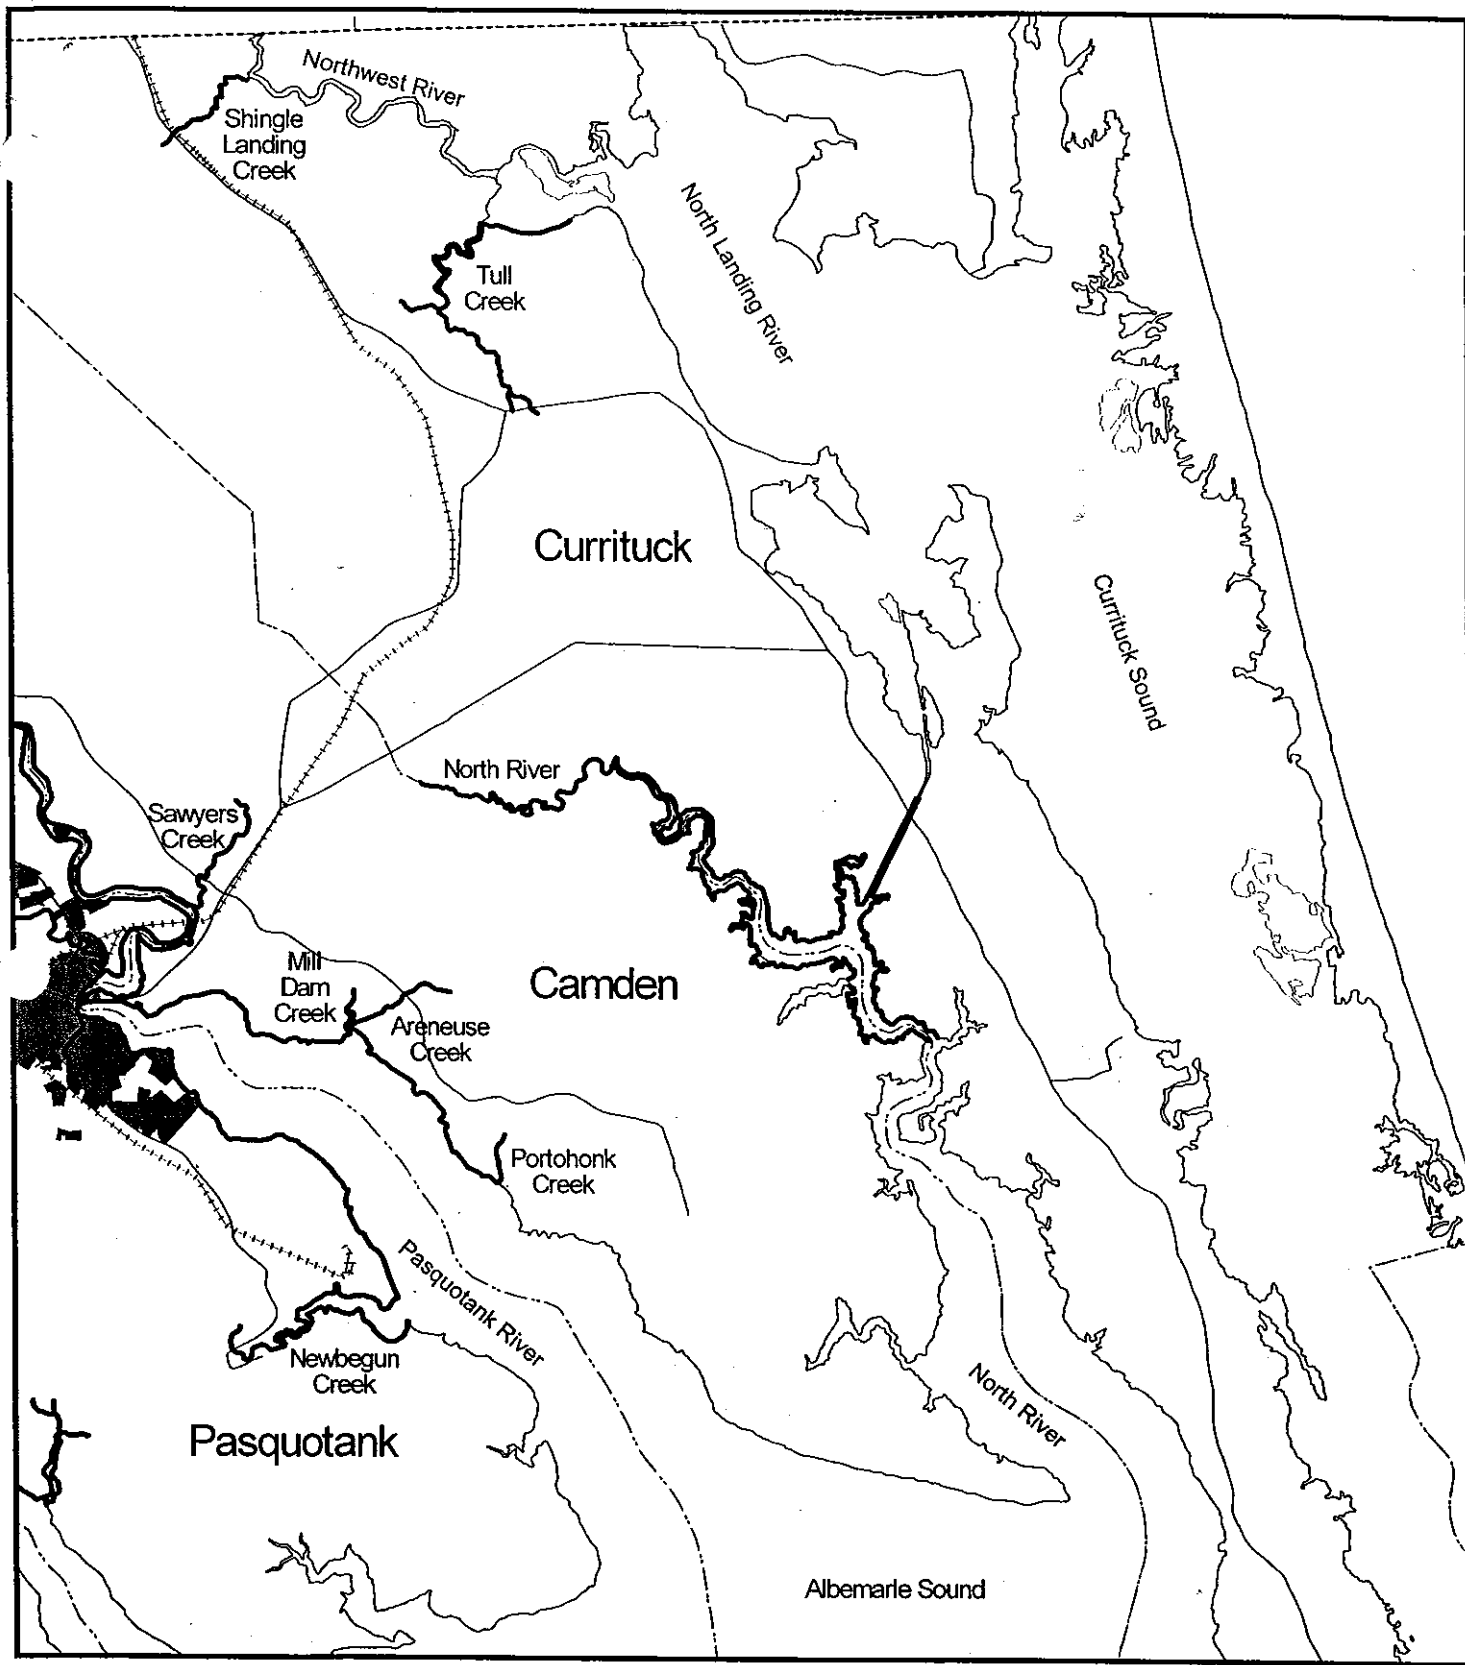 Northwest River
Shingle
Landing
Creek
North Landing River
Tull
Creek
Currituck
Currituck Sound
North River
Sawyers
Creek
Mill
Dam
Creek
Camden
Areneuse
Creek
Portohonk
Creek
Pasquotank River
Newbegun
Creek
North River
Pasquotank
Albemarle Sound